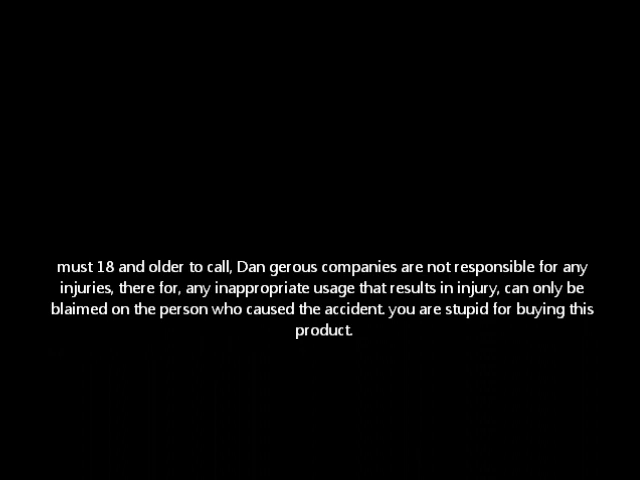 must 18 and older to call, Dan gerous companies are not responsible for any
injuries, there for, any inappropriate usage that results in injury, can only be
blaimed on the person who caused the accident. you are stupid for buying this
product.